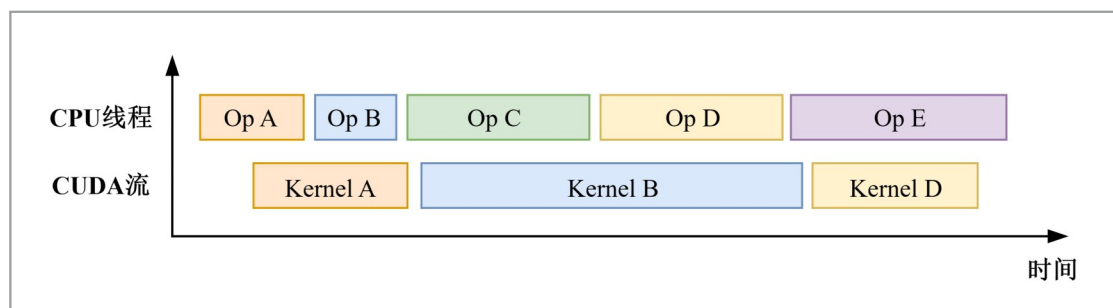 CPU线程
Op A
Op B
Op C
Op D
Op E
CUDA流
Kernel A
Kernel B
Kernel D
时间